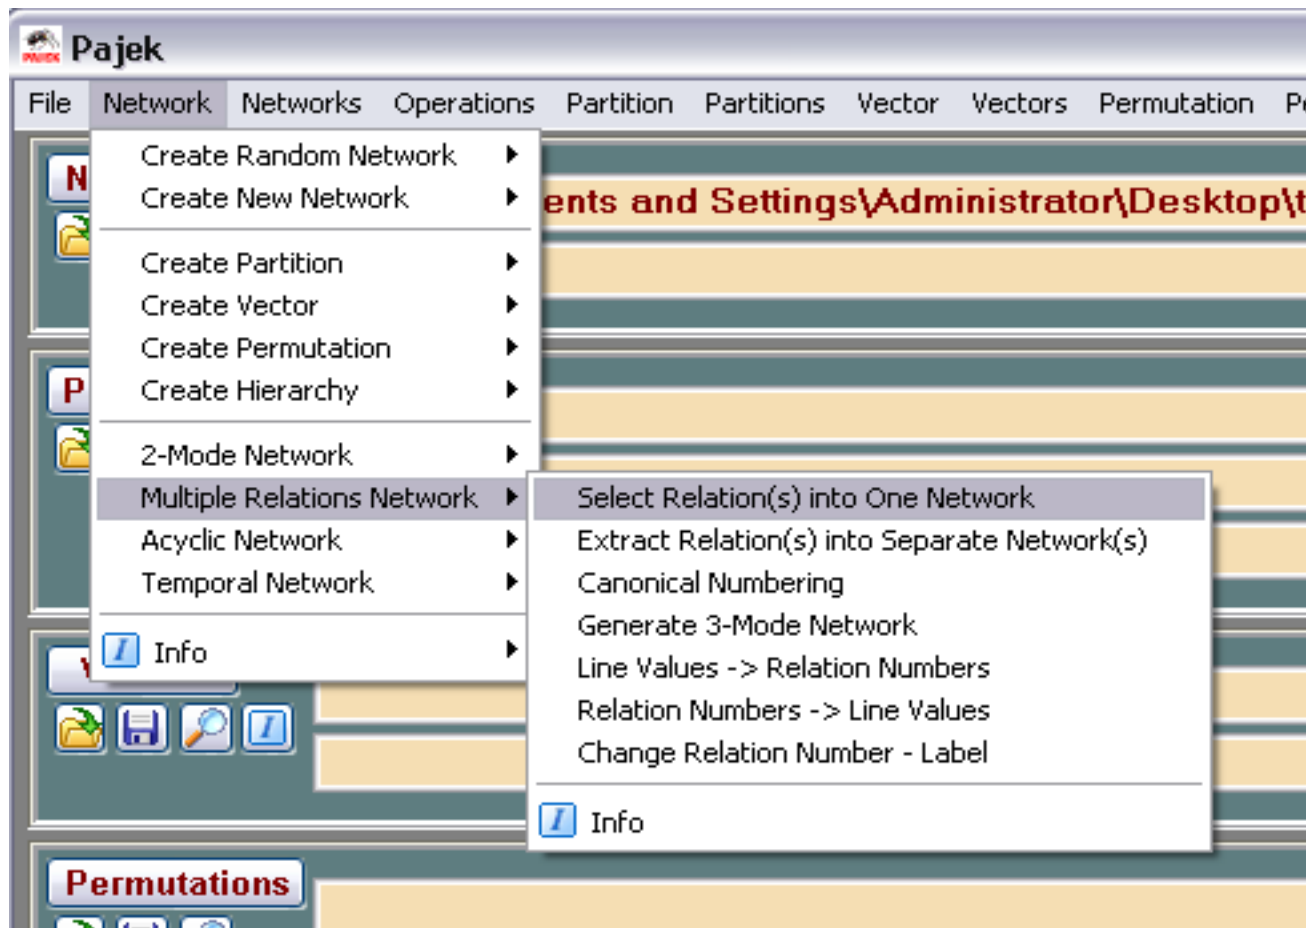 Pajek
File Network Networks Operations Partition Partitions Vector Vectors Permutation
Create Random Network
Create New Network
ents and Settings\Administrator\Desktop\t
Create Partition
Create Vector
Create Permutation
Create Hierarchy
2-Mode Network
Multiple Relations Network
Acyclic Network
Temporal Network
Info
Select Relation(s) into One Network
Extract Relation(s) into Separate Network(s)
Canonical Numbering
Generate 3-Mode Network
Line Values -> Relation Numbers
Relation Numbers -> Line Values
Change Relation Number - Label
Info
Permutations